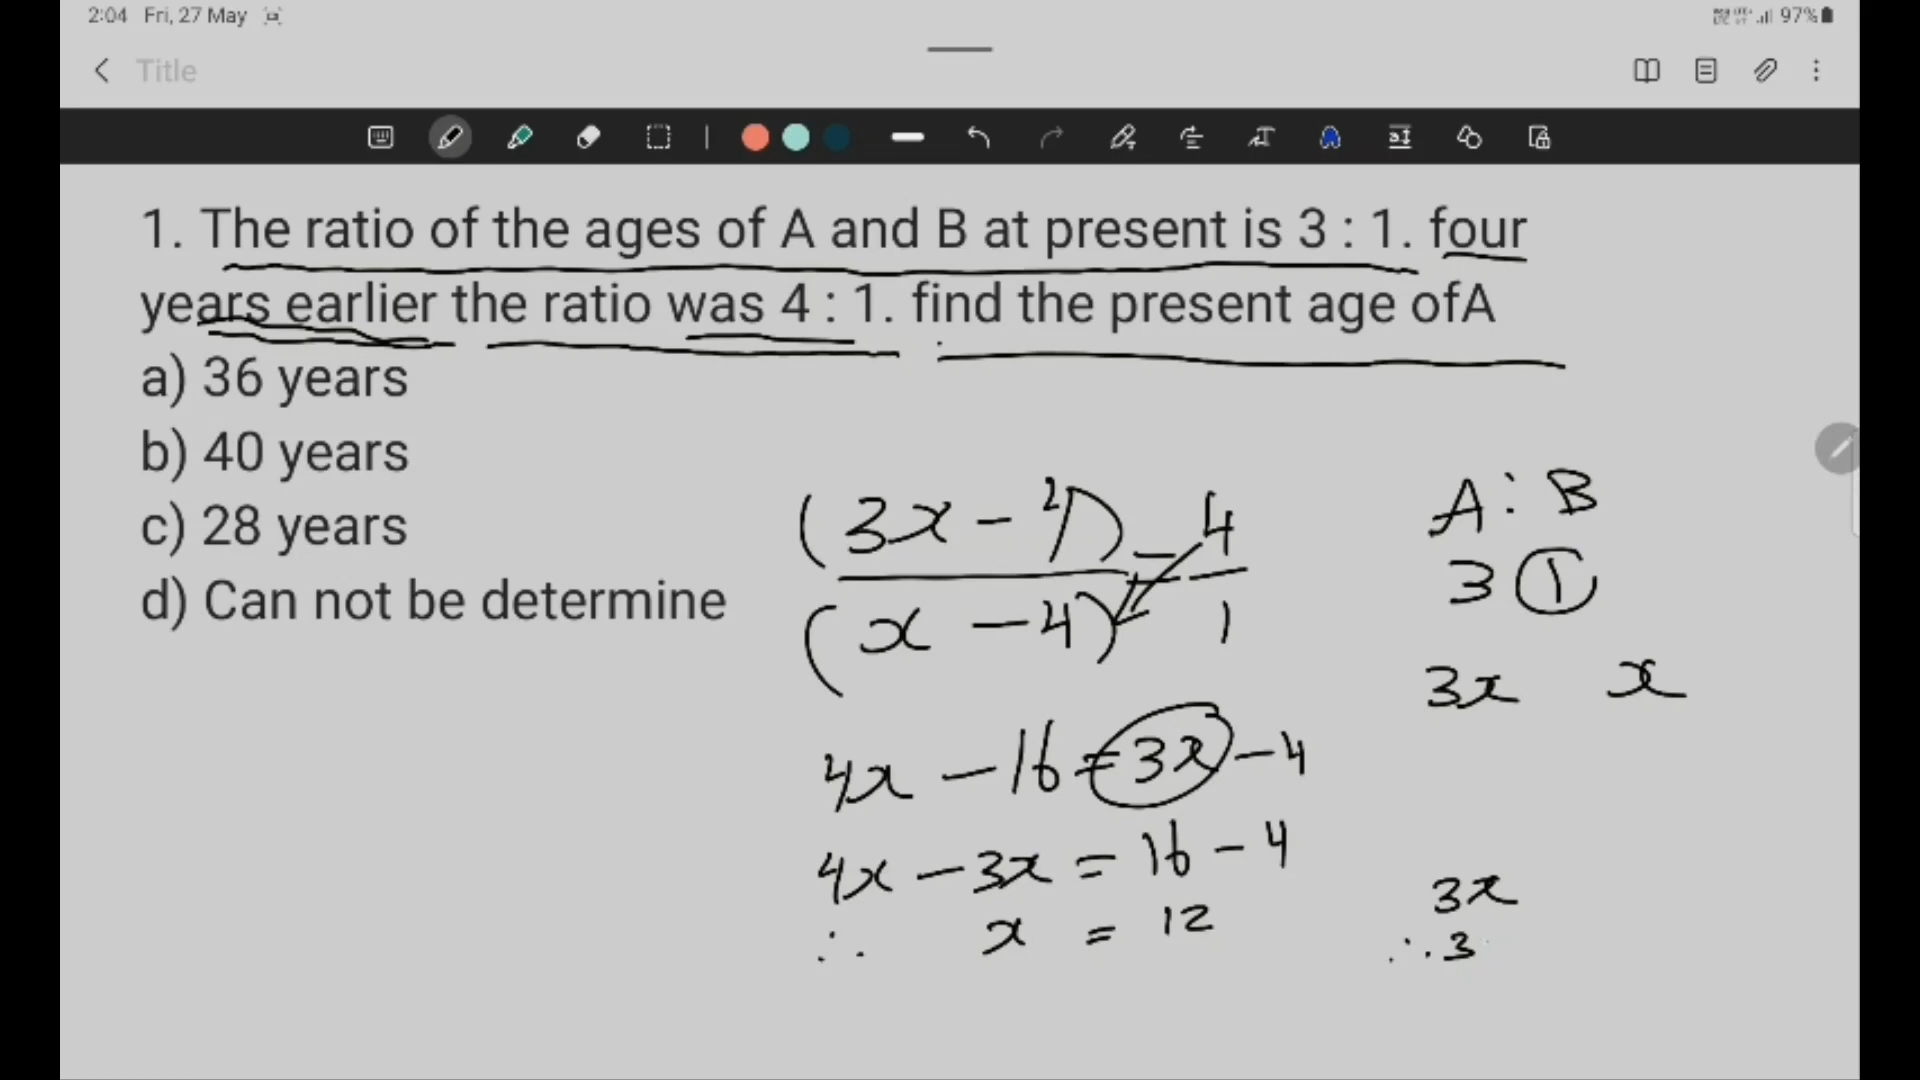 2:04 Fri, 27 May 97%
Title
1. The ratio of the ages of A and B at present is 3 : 1. four
years earlier the ratio was 4 : 1. find the present age ofA
a) 36 years
b) 40 years
c) 28 years
d) Can not be determine
(3x - 4) = 4
(x - 4) 1
4x - 16 = 3x - 4
4x - 3x = 16 - 4
∴ x = 12
A : B
3 1
3x x
3x
∴ 3